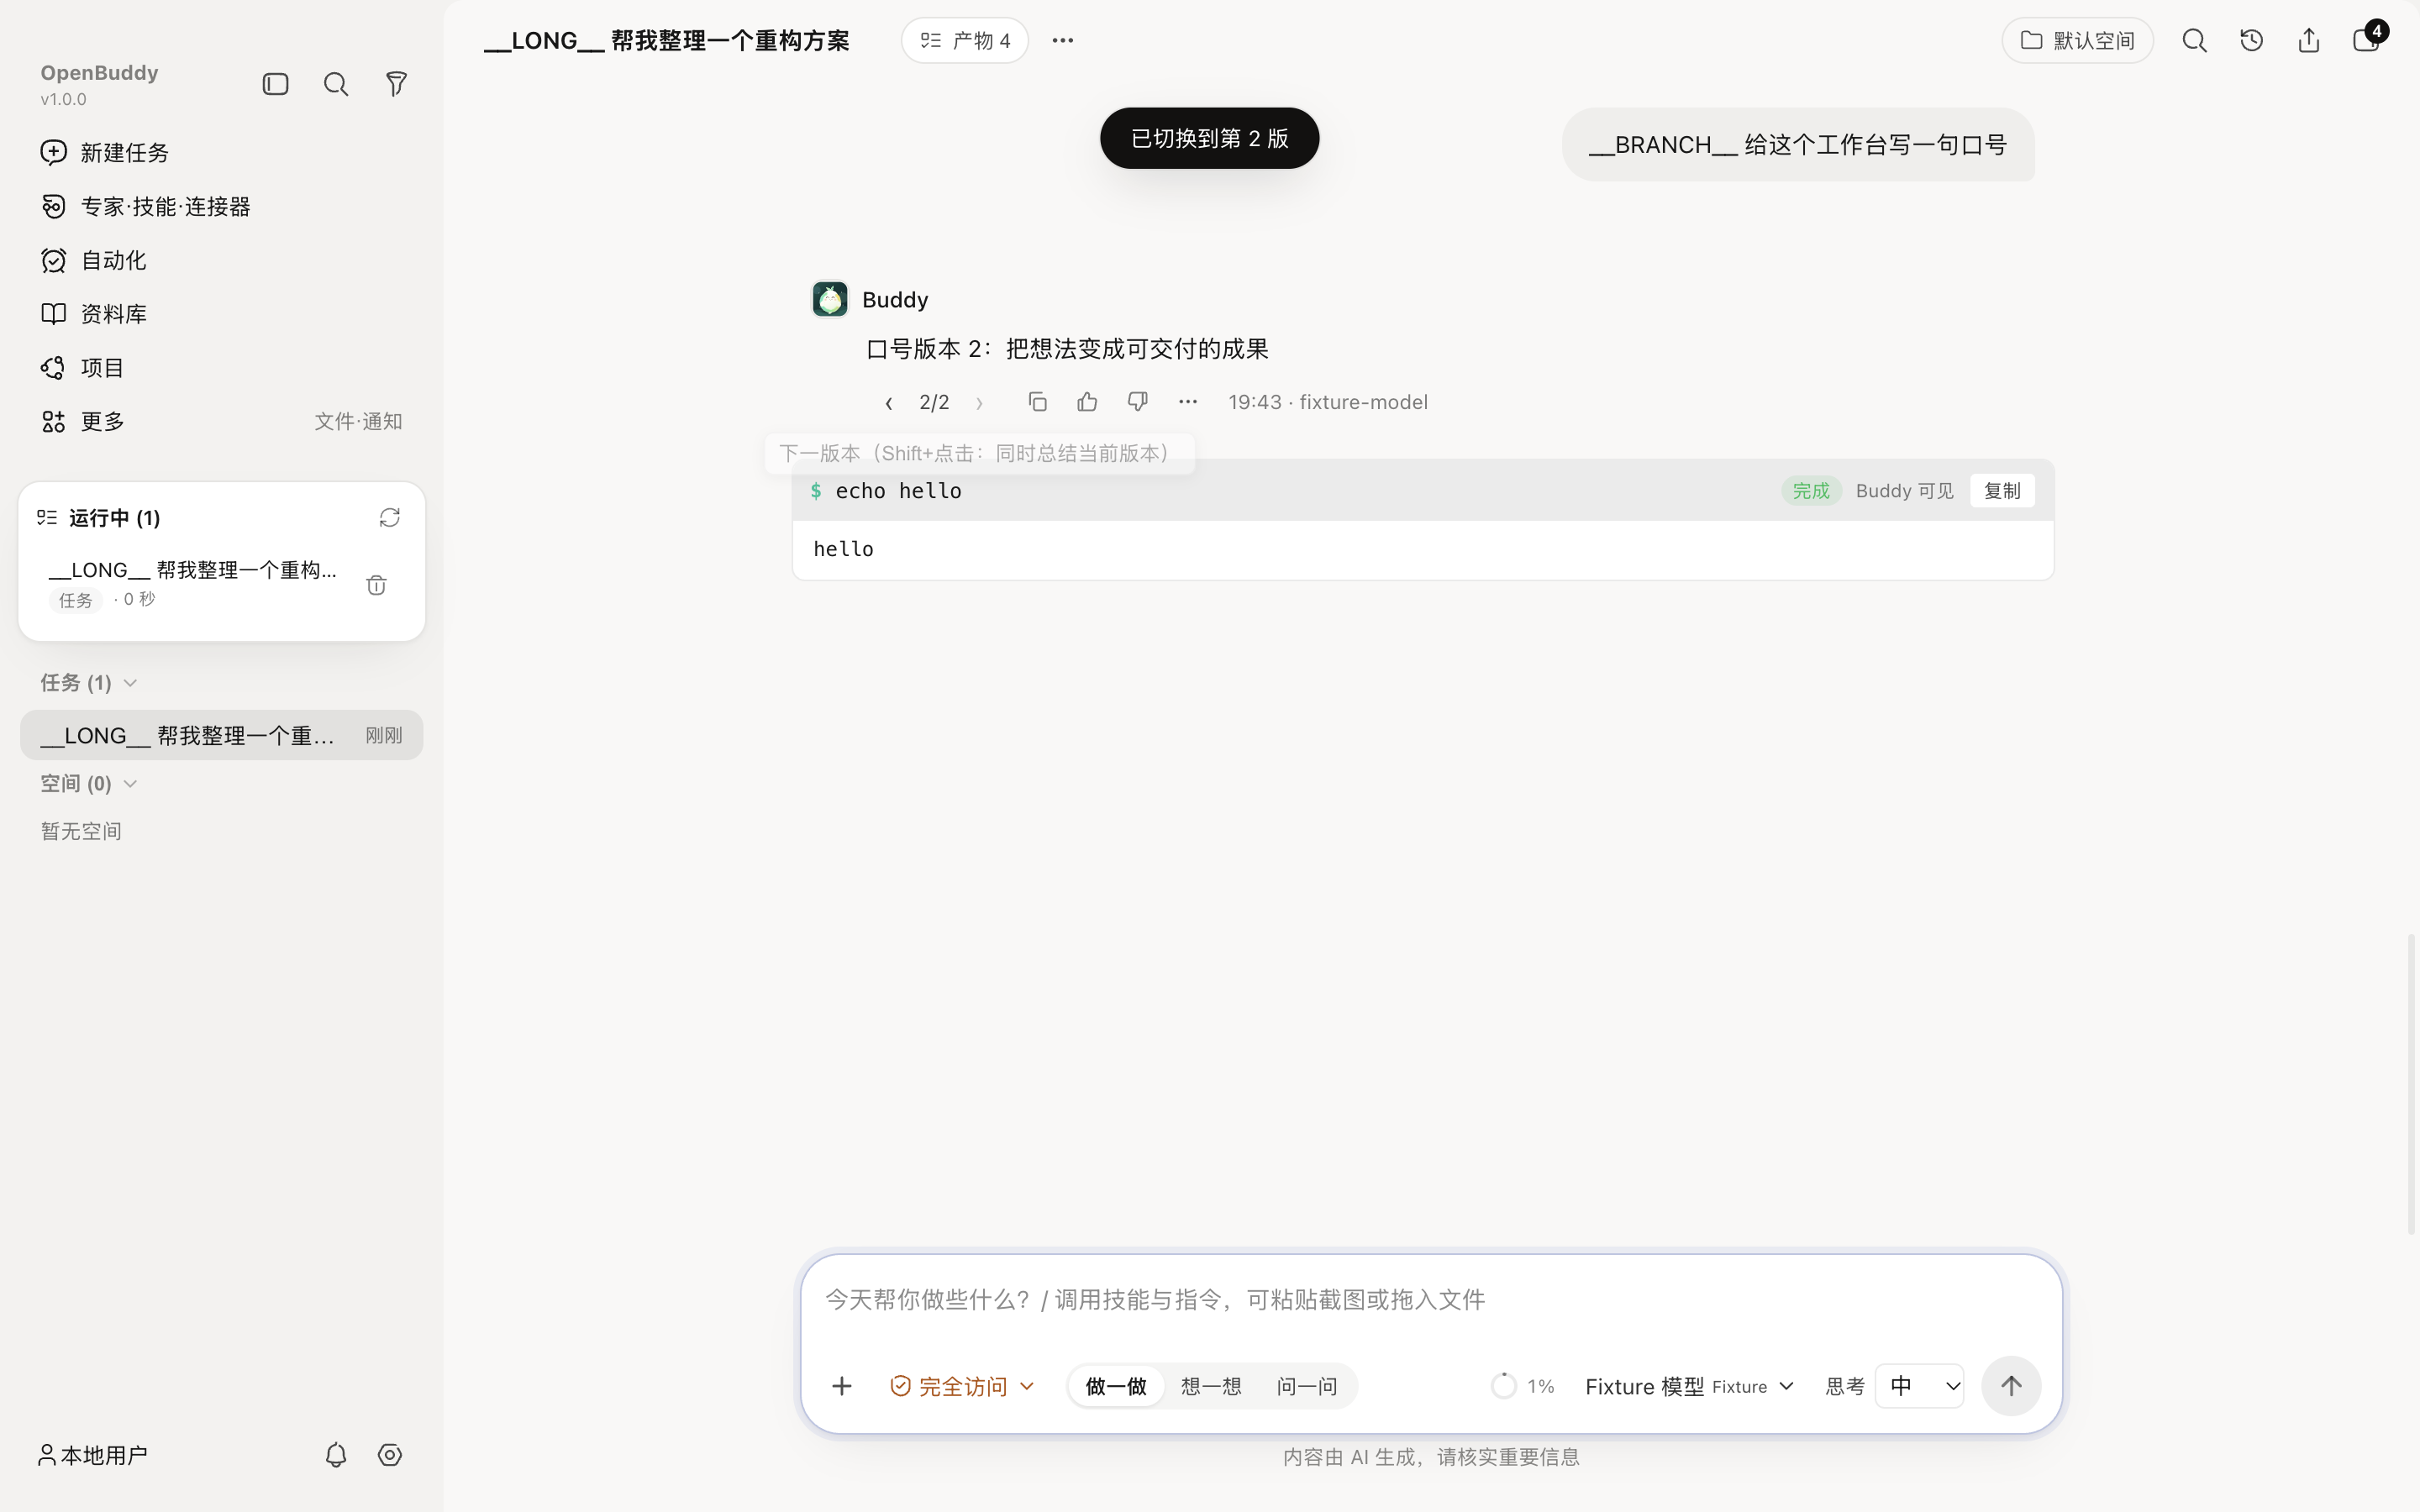 OpenBuddy
v1.0.0
新建任务
专家·技能·连接器
自动化
资料库
项目
更多 文件·通知
运行中 (1)
__LONG__ 帮我整理一个重构...
任务 · 0 秒
任务 (1)
__LONG__ 帮我整理一个重... 刚刚
空间 (0)
暂无空间
本地用户
__LONG__ 帮我整理一个重构方案 产物 4
默认空间 4
已切换到第 2 版
__BRANCH__ 给这个工作台写一句口号
Buddy
口号版本 2：把想法变成可交付的成果
2/2 19:43 · fixture-model
下一版本（Shift+点击：同时总结当前版本）
$ echo hello 完成 Buddy 可见 复制
hello
今天帮你做些什么？/ 调用技能与指令，可粘贴截图或拖入文件
完全访问 做一做 想一想 问一问 1% Fixture 模型 Fixture 思考 中
内容由 AI 生成，请核实重要信息